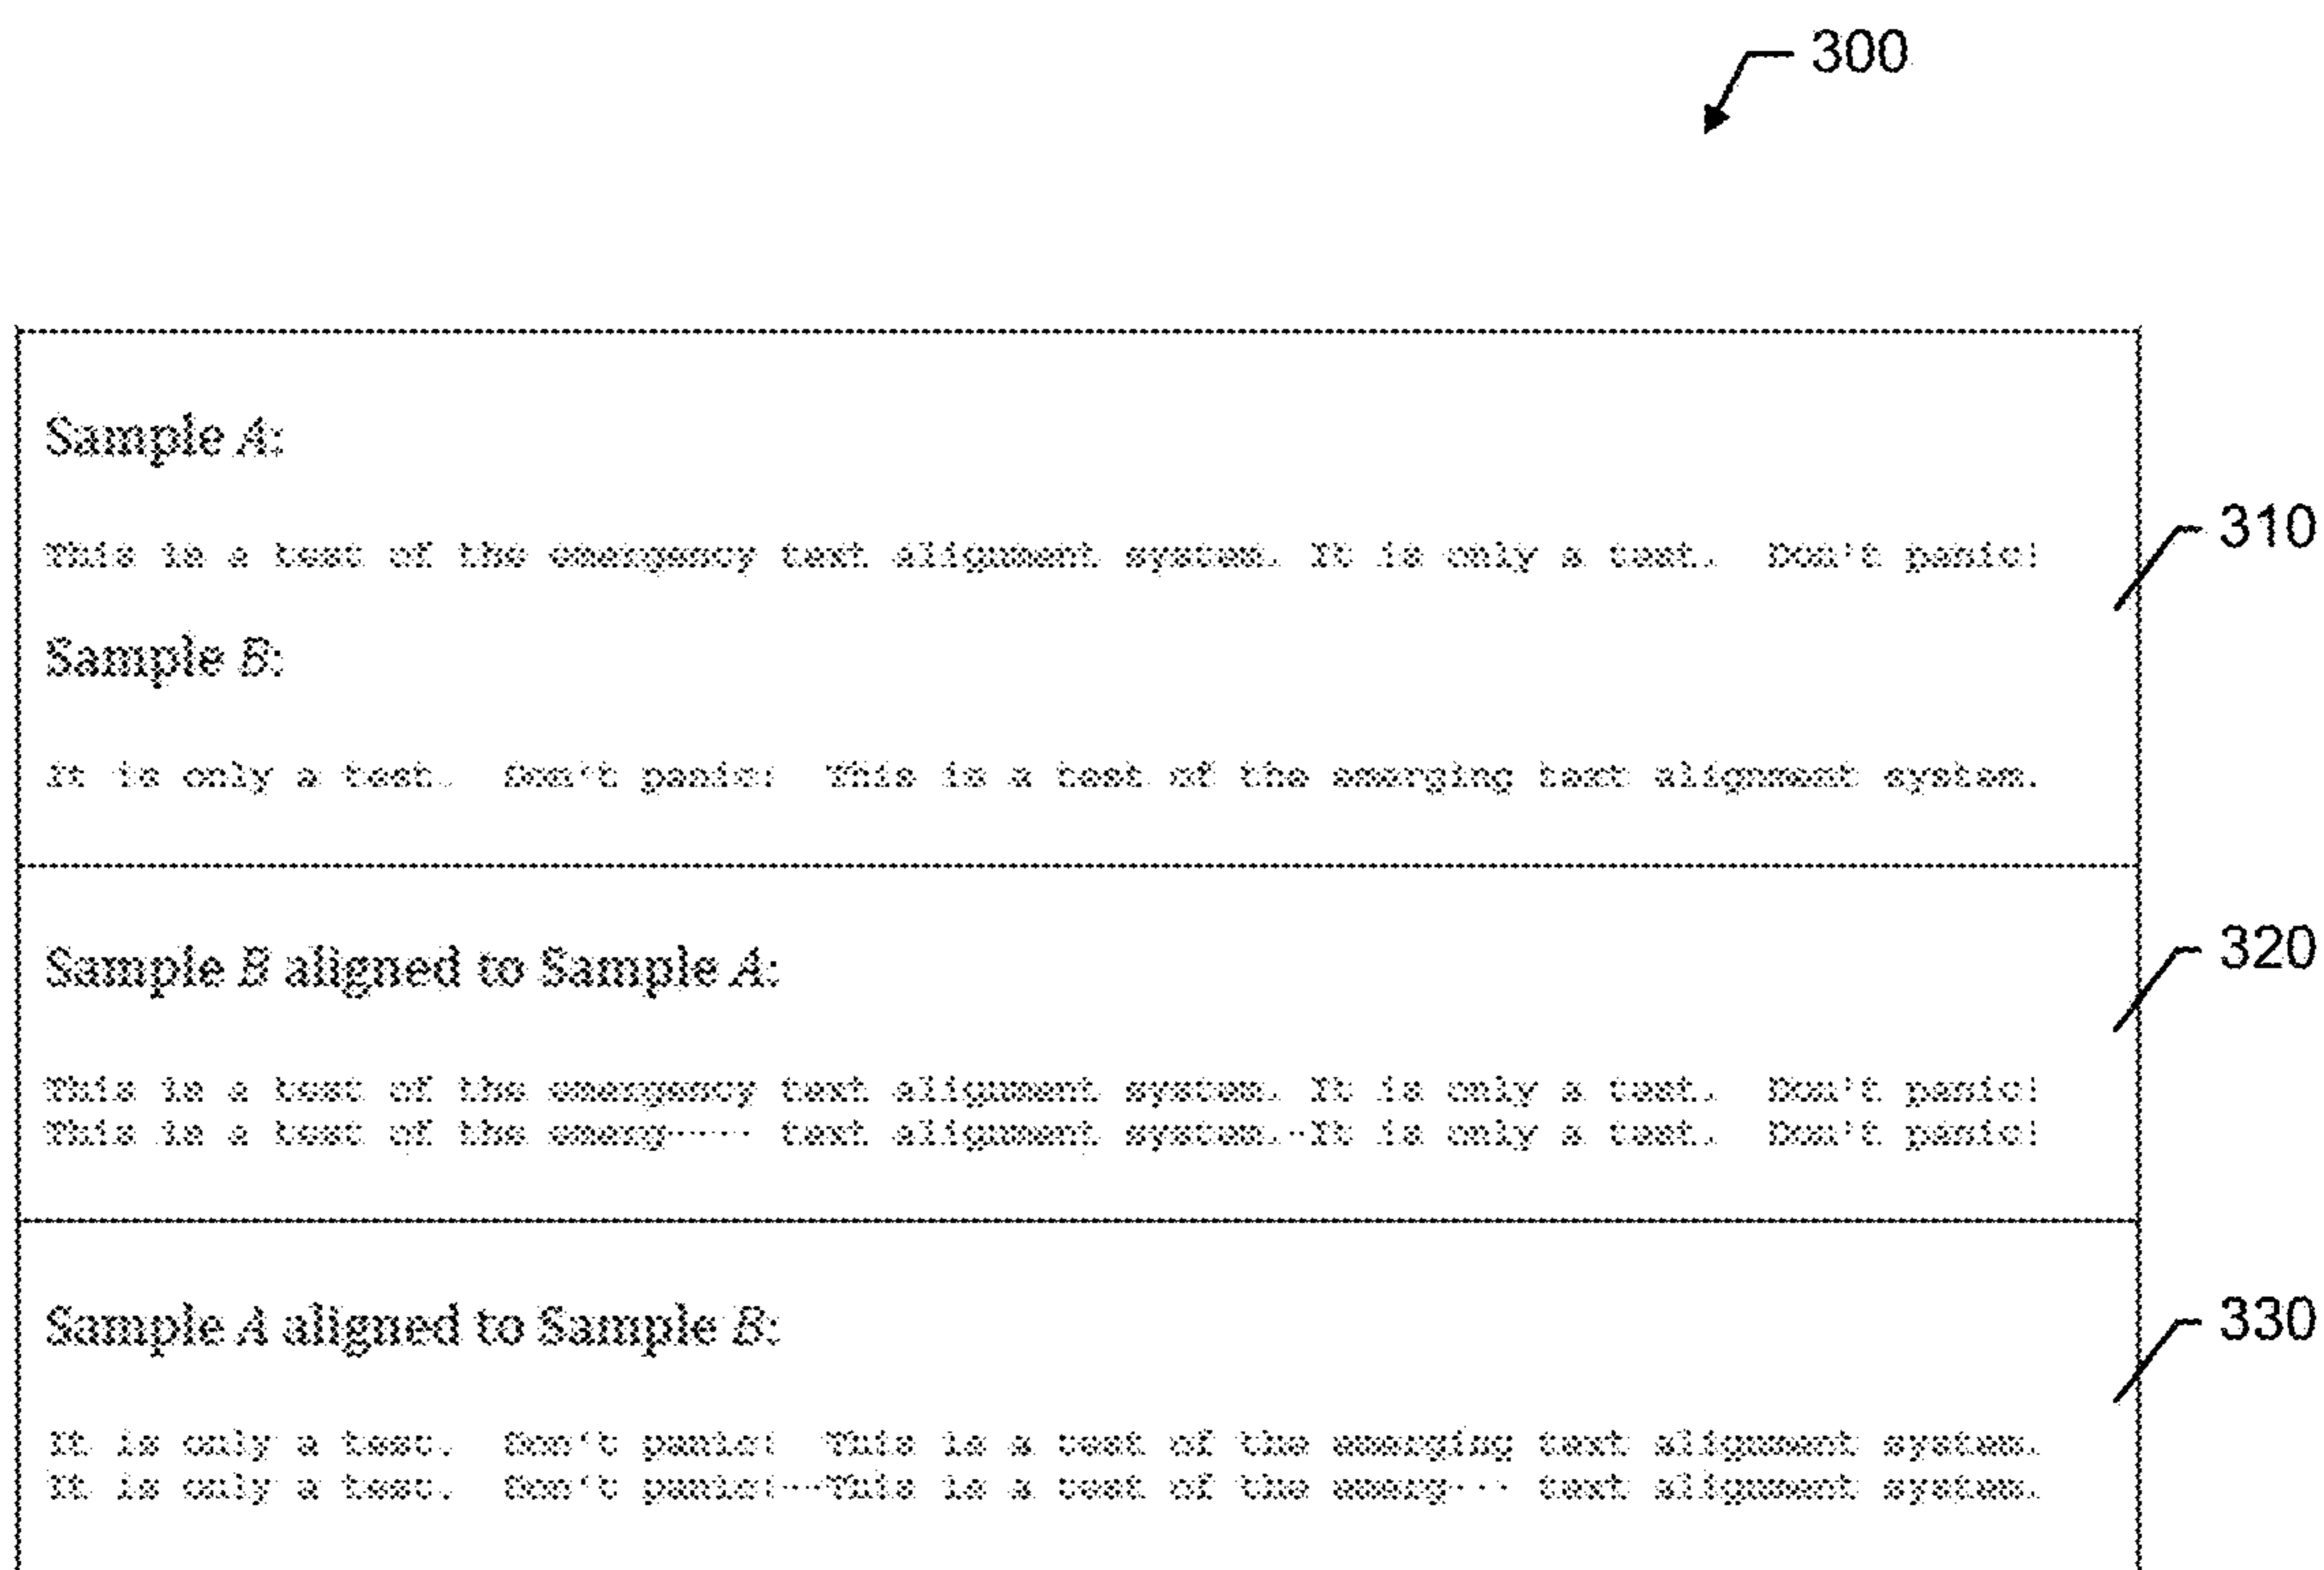 300
Sample A:
This is a test of the emergency text alignment system. It is only a test.  Don't panic!
310
Sample B:
It is only a test.  Don't panic!  This is a test of the emerging text alignment system.
320
Sample B aligned to Sample A:
This is a test of the emergency text alignment system. It is only a test.  Don't panic!
This is a test of the emerg---- text alignment system.-It is only a test.  Don't panic!
330
Sample A aligned to Sample B:
It is only a test.  Don't panic!  This is a test of the emerging text alignment system.
It is only a test.  Don't panic!--This is a test of the emerg--- text alignment system.